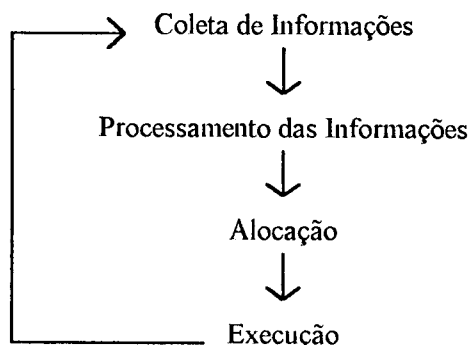 Coleta de Informações
Processamento das Informações
Alocação
Execução